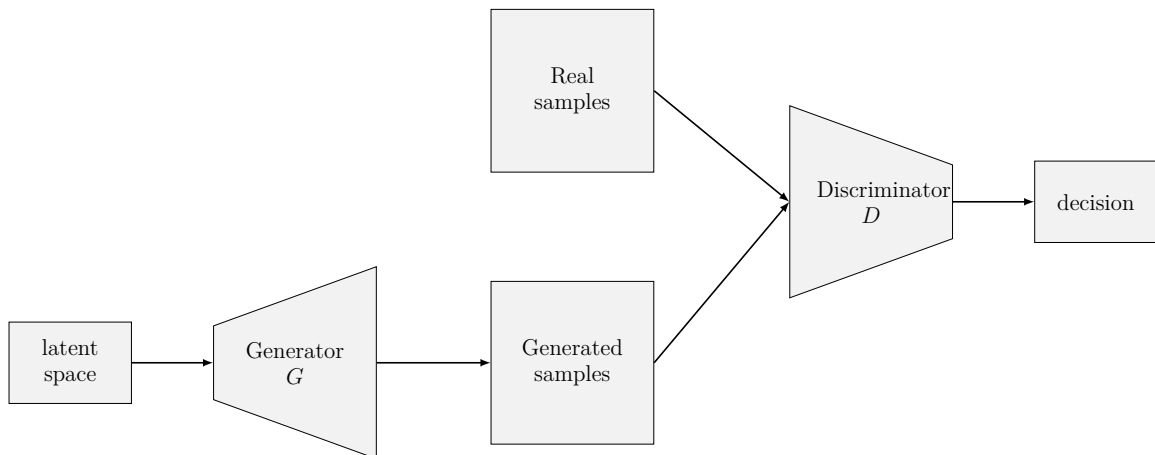 Real
samples
Discriminator
D
decision
latent
space
Generator
G
Generated
samples